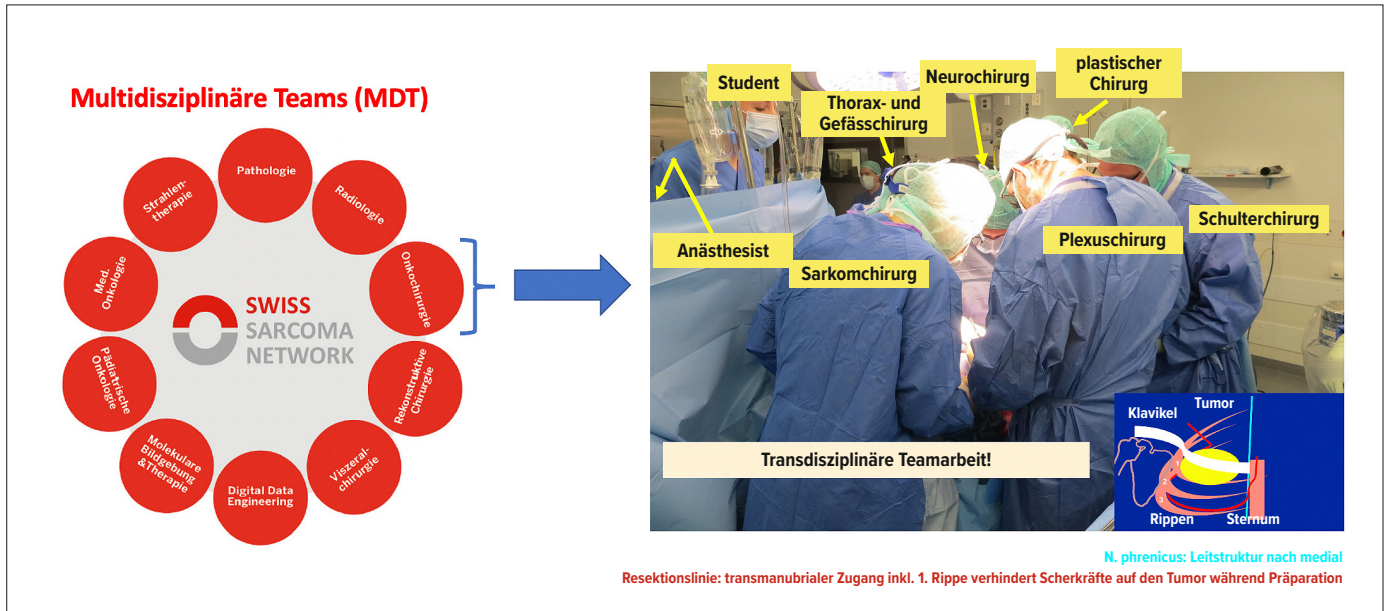 Multidisziplinäre Teams (MDT)
Pathologie
Radiologie
Onkochirurgie
Rekonstruktive
Chirurgie
Viszeral-
chirurgie
Digital Data
Engineering
Molekulare
Bildgebung
&Therapie
Pädiatrische
Onkologie
Med.
Onkologie
Strahlen-
therapie
SWISS
SARCOMA
NETWORK
Student
Thorax- und
Gefässchirurg
Neurochirurg
plastischer
Chirurg
Anästhesist
Sarkomchirurg
Plexuschirurg
Schulterchirurg
Transdisziplinäre Teamarbeit!
Klavikel
Tumor
1
2
3
Rippen
Sternum
N. phrenicus: Leitstruktur nach medial
Resektionslinie: transmanubrialer Zugang inkl. 1. Rippe verhindert Scherkräfte auf den Tumor während Präparation